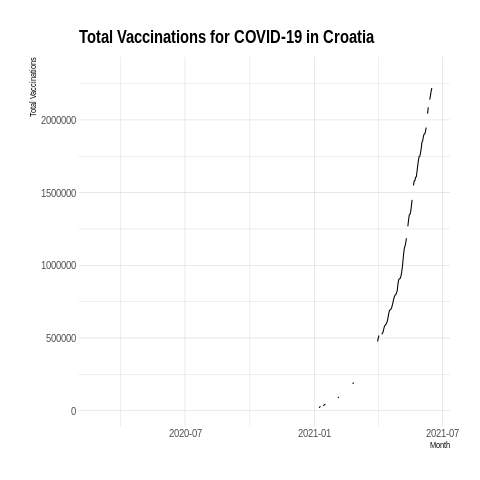 Total Vaccinations for COVID-19 in Croatia
Total Vaccinations
2000000
1500000
1000000
500000
0
2020-07
2021-01
2021-07
Month